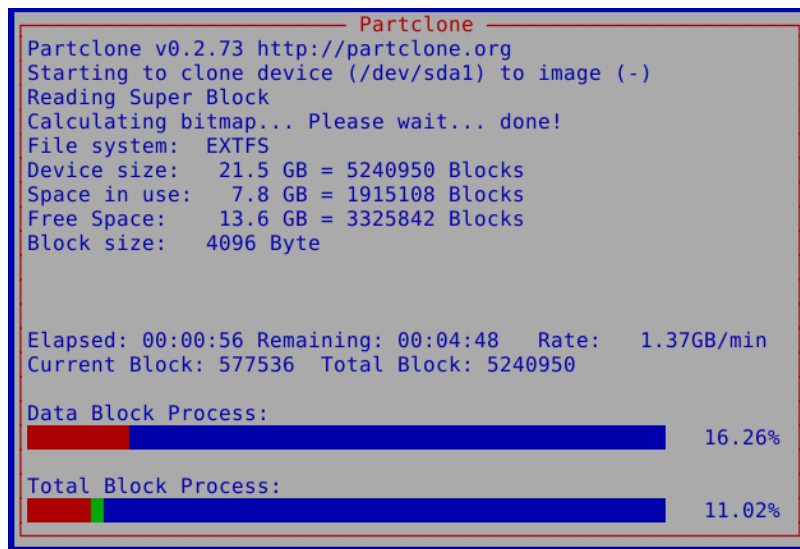 Partclone
Partclone v0.2.73 http://partclone.org
Starting to clone device (/dev/sda1) to image (-)
Reading Super Block
Calculating bitmap... Please wait... done!
File system:  EXTFS
Device size:   21.5 GB = 5240950 Blocks
Space in use:   7.8 GB = 1915108 Blocks
Free Space:    13.6 GB = 3325842 Blocks
Block size:   4096 Byte
Elapsed: 00:00:56 Remaining: 00:04:48   Rate:   1.37GB/min
Current Block: 577536  Total Block: 5240950
Data Block Process:
16.26%
Total Block Process:
11.02%